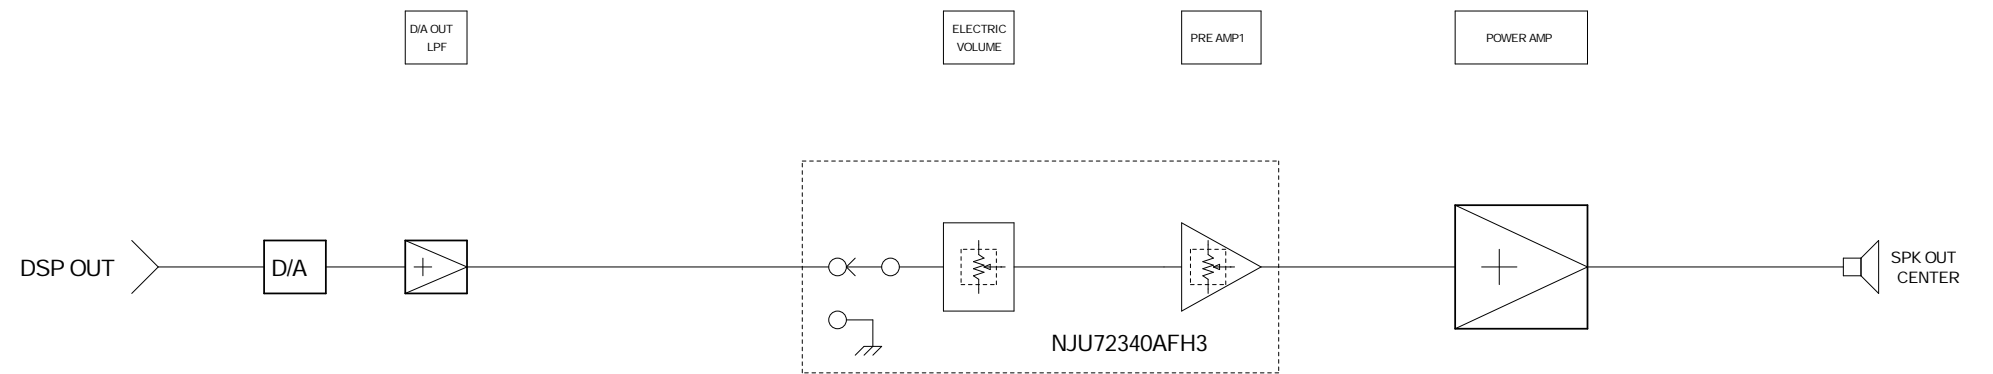 D/A OUT
LPF
ELECTRIC
VOLUME
PRE AMP1
POWER AMP
DSP OUT
D/A
NJU72340AFH3
SPK OUT
CENTER